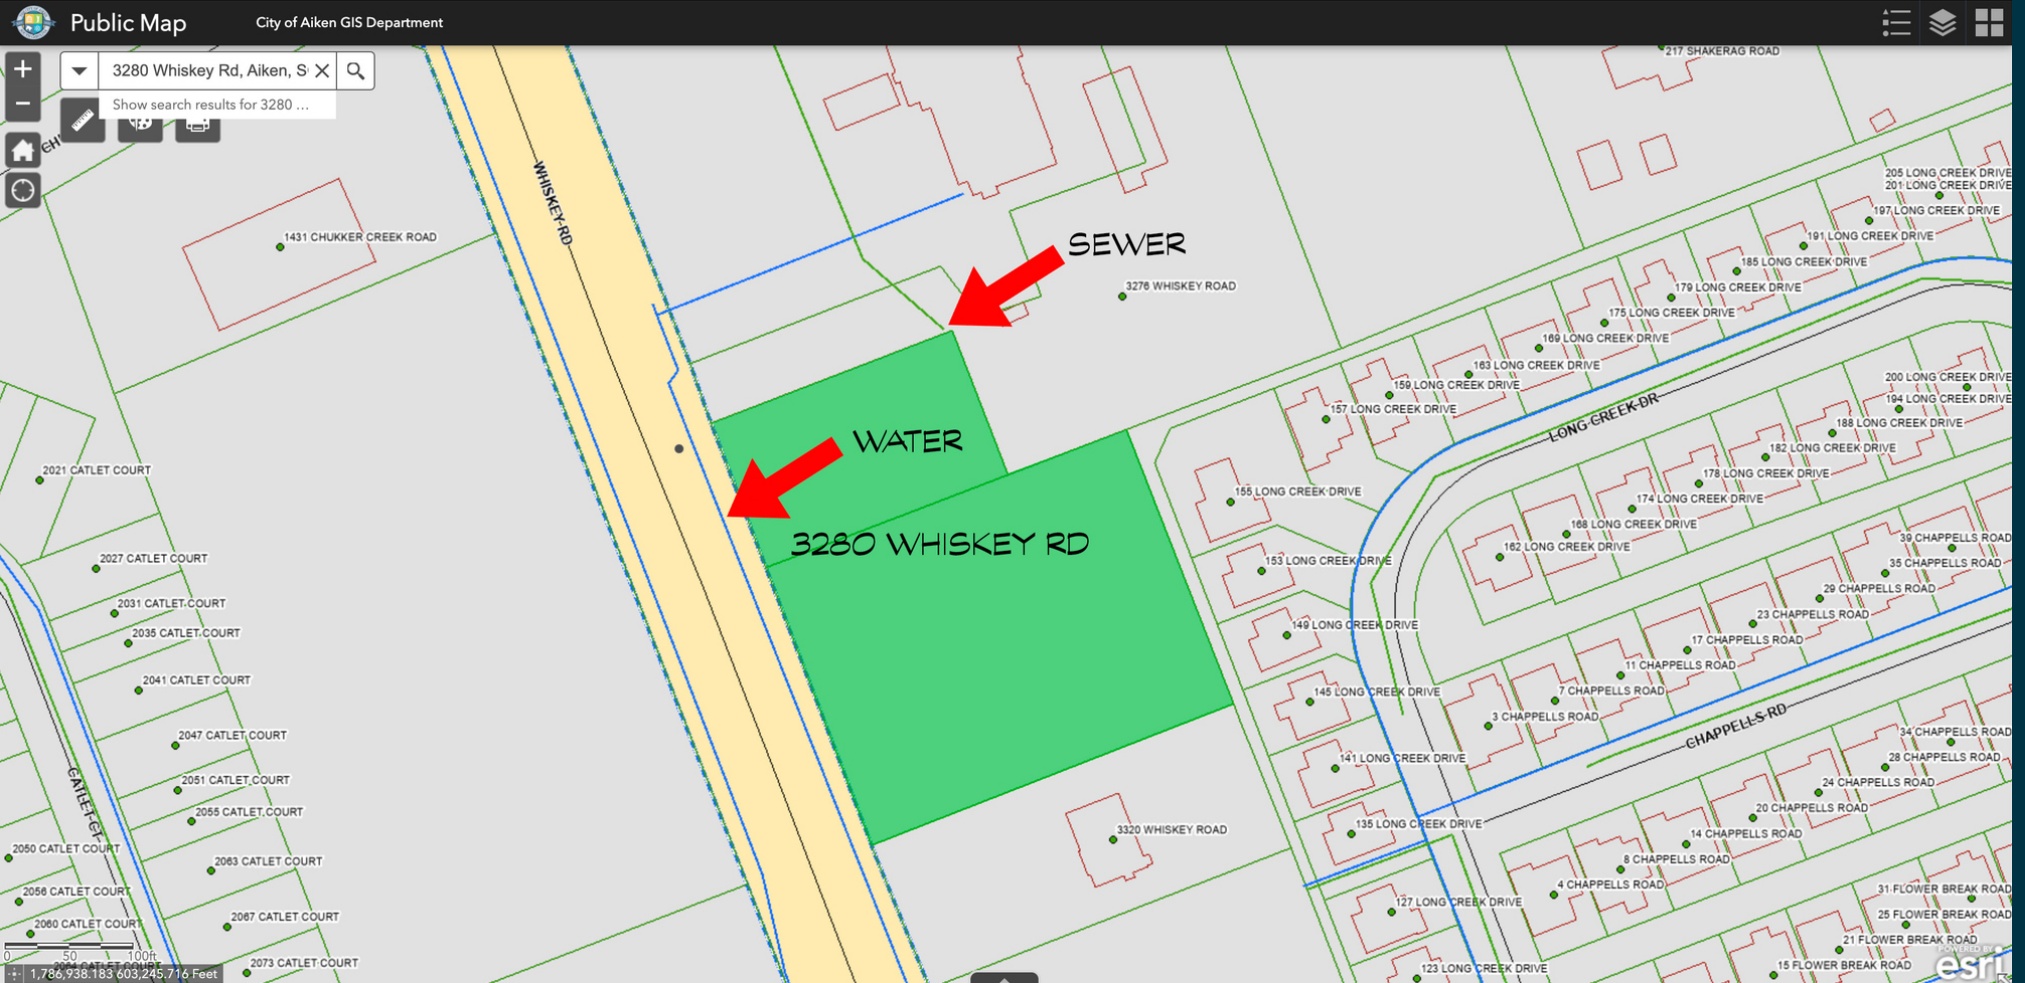 Public Map
City of Aiken GIS Department
3280 Whiskey Rd, Aiken, S
Show search results for 3280 ...
217 SHAKERAG ROAD
WHISKEY RD
1431 CHUKKER CREEK ROAD
SEWER
3276 WHISKEY ROAD
WATER
3280 WHISKEY RD
3320 WHISKEY ROAD
205 LONG CREEK DRIVE
201 LONG CREEK DRIVE
197 LONG CREEK DRIVE
191 LONG CREEK DRIVE
185 LONG CREEK DRIVE
179 LONG CREEK DRIVE
175 LONG CREEK DRIVE
169 LONG CREEK DRIVE
163 LONG CREEK DRIVE
159 LONG CREEK DRIVE
157 LONG CREEK DRIVE
LONG CREEK DR
200 LONG CREEK DRIVE
194 LONG CREEK DRIVE
188 LONG CREEK DRIVE
182 LONG CREEK DRIVE
178 LONG CREEK DRIVE
174 LONG CREEK DRIVE
168 LONG CREEK DRIVE
162 LONG CREEK DRIVE
155 LONG CREEK DRIVE
153 LONG CREEK DRIVE
149 LONG CREEK DRIVE
145 LONG CREEK DRIVE
141 LONG CREEK DRIVE
135 LONG CREEK DRIVE
127 LONG CREEK DRIVE
123 LONG CREEK DRIVE
39 CHAPPELLS ROAD
35 CHAPPELLS ROAD
29 CHAPPELLS ROAD
23 CHAPPELLS ROAD
17 CHAPPELLS ROAD
11 CHAPPELLS ROAD
7 CHAPPELLS ROAD
3 CHAPPELLS ROAD
CHAPPELLS RD
34 CHAPPELLS ROAD
28 CHAPPELLS ROAD
24 CHAPPELLS ROAD
20 CHAPPELLS ROAD
14 CHAPPELLS ROAD
8 CHAPPELLS ROAD
4 CHAPPELLS ROAD
31 FLOWER BREAK ROAD
25 FLOWER BREAK ROAD
21 FLOWER BREAK ROAD
15 FLOWER BREAK ROAD
2021 CATLET COURT
2027 CATLET COURT
2031 CATLET COURT
2035 CATLET COURT
2041 CATLET COURT
2047 CATLET COURT
2051 CATLET COURT
2055 CATLET COURT
CATLET CT
2050 CATLET COURT
2063 CATLET COURT
2056 CATLET COURT
2067 CATLET COURT
2060 CATLET COURT
2073 CATLET COURT
0 50 100ft
1,786,938.183 603,245.716 Feet
POWERED BY
esri